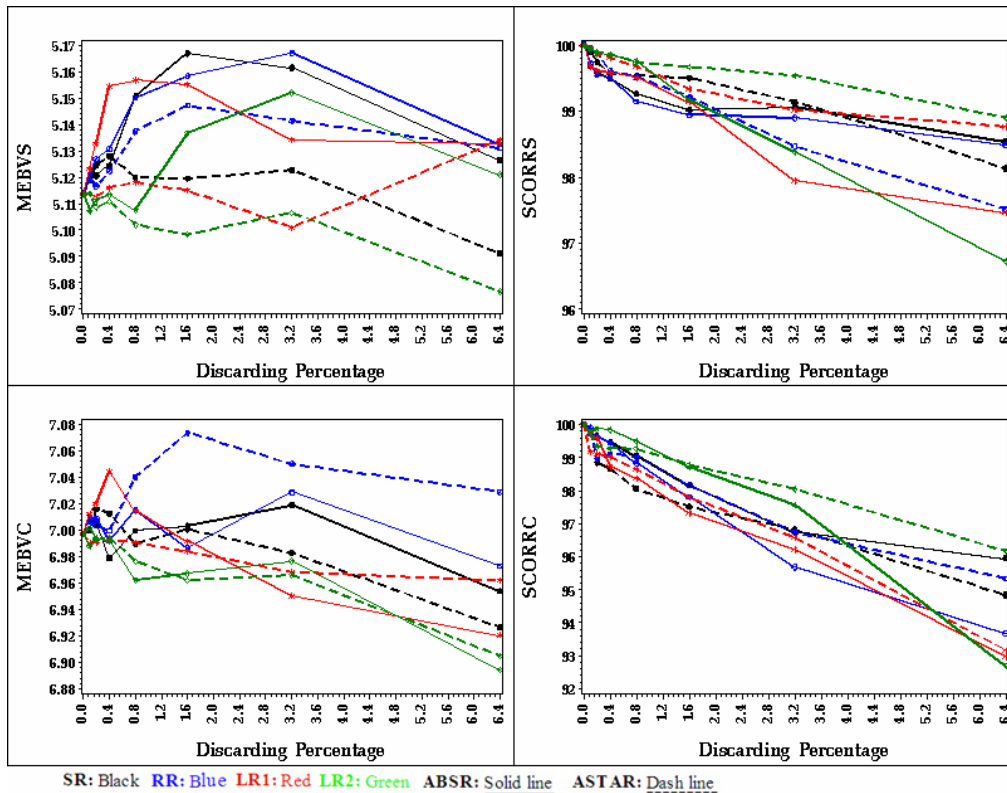 5.17
5.16
5.15
5.14
5.13
5.12
5.11
5.10
5.09
5.08
5.07
MEBVS
0.0 0.4 0.8 1.2 1.6 2.0 2.4 2.8 3.2 3.6 4.0 4.4 4.8 5.2 5.6 6.0 6.4
Discarding Percentage
100
99
98
97
96
SCORRS
0.0 0.4 0.8 1.2 1.6 2.0 2.4 2.8 3.2 3.6 4.0 4.4 4.8 5.2 5.6 6.0 6.4
Discarding Percentage
7.08
7.06
7.04
7.02
7.00
6.98
6.96
6.94
6.92
6.90
6.88
MEBVC
0.0 0.4 0.8 1.2 1.6 2.0 2.4 2.8 3.2 3.6 4.0 4.4 4.8 5.2 5.6 6.0 6.4
Discarding Percentage
100
99
98
97
96
95
94
93
92
SCORRC
0.0 0.4 0.8 1.2 1.6 2.0 2.4 2.8 3.2 3.6 4.0 4.4 4.8 5.2 5.6 6.0 6.4
Discarding Percentage
SR: Black RR: Blue LR1: Red LR2: Green ABSR: Solid line ASTAR: Dash line